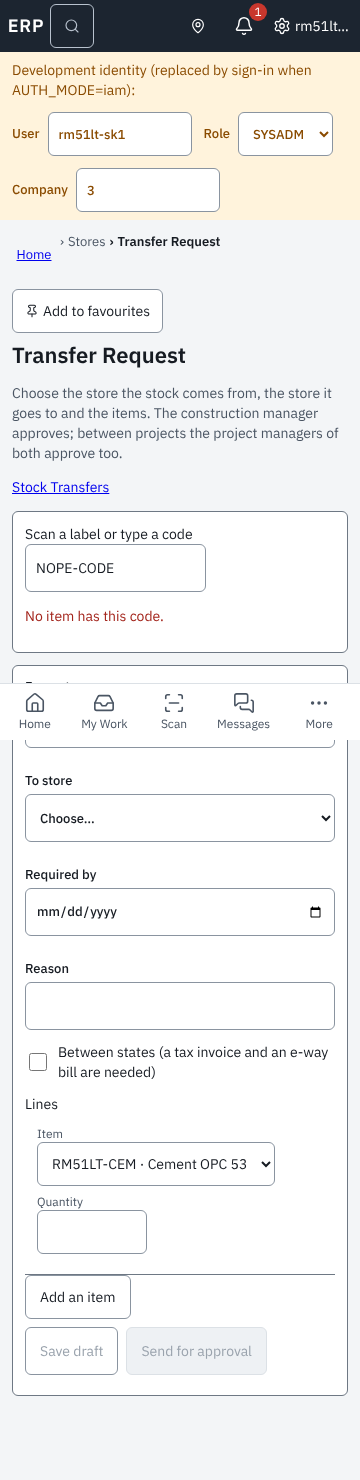 ERP
1
rm51lt...
Development identity (replaced by sign-in when
AUTH_MODE=iam):
User
rm51lt-sk1
Role
SYSADM
Company
3
› Stores › Transfer Request
Home
Add to favourites
Transfer Request
Choose the store the stock comes from, the store it
goes to and the items. The construction manager
approves; between projects the project managers of
both approve too.
Stock Transfers
Scan a label or type a code
NOPE-CODE
No item has this code.
Home
My Work
Scan
Messages
More
To store
Choose...
Required by
mm/dd/yyyy
Reason
Between states (a tax invoice and an e-way
bill are needed)
Lines
Item
RM51LT-CEM · Cement OPC 53
Quantity
Add an item
Save draft
Send for approval